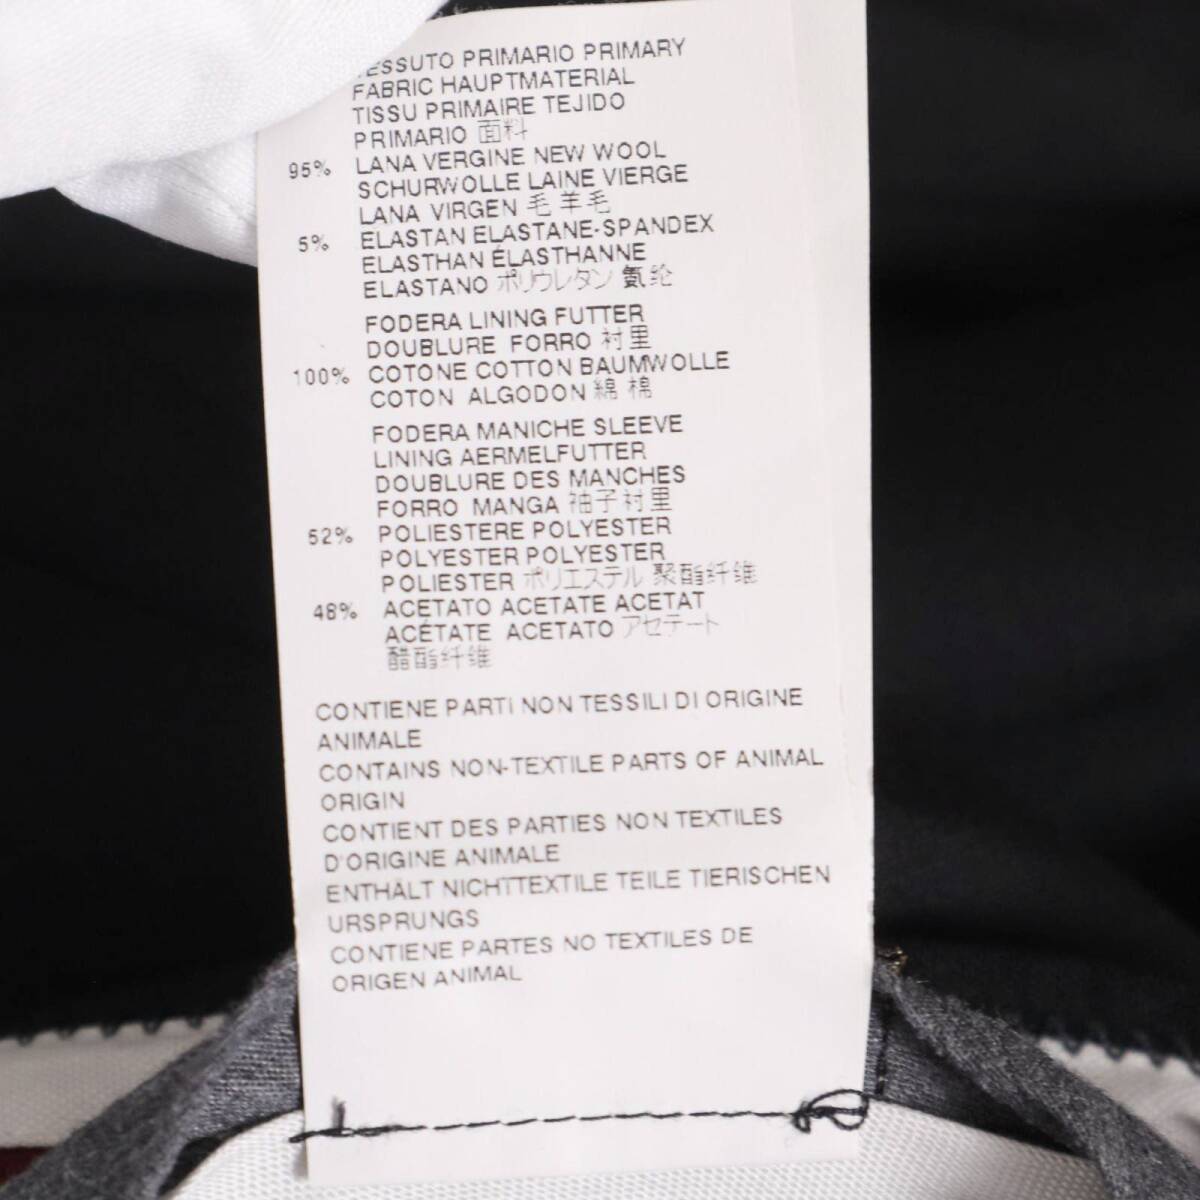 TESSUTO PRIMARIO PRIMARY
FABRIC HAUPTMATERIAL
TISSU PRIMAIRE TEJIDO
PRIMARIO 面料
95% LANA VERGINE NEW WOOL
SCHURWOLLE LAINE VIERGE
LANA VIRGEN 毛 羊毛
5% ELASTAN ELASTANE-SPANDEX
ELASTHAN ÉLASTHANNE
ELASTANO ポリウレタン 氨纶
FODERA LINING FUTTER
DOUBLURE FORRO 衬里
100% COTONE COTTON BAUMWOLLE
COTON ALGODON 綿 棉
FODERA MANICHE SLEEVE
LINING AERMELFUTTER
DOUBLURE DES MANCHES
FORRO MANGA 袖子衬里
52% POLIESTERE POLYESTER
POLYESTER POLYESTER
POLIESTER ポリエステル 聚酯纤维
48% ACETATO ACETATE ACETAT
ACÉTATE ACETATO アセテート
醋酯纤维
CONTIENE PARTI NON TESSILI DI ORIGINE
ANIMALE
CONTAINS NON-TEXTILE PARTS OF ANIMAL
ORIGIN
CONTIENT DES PARTIES NON TEXTILES
D'ORIGINE ANIMALE
ENTHÄLT NICHTTEXTILE TEILE TIERISCHEN
URSPRUNGS
CONTIENE PARTES NO TEXTILES DE
ORIGEN ANIMAL